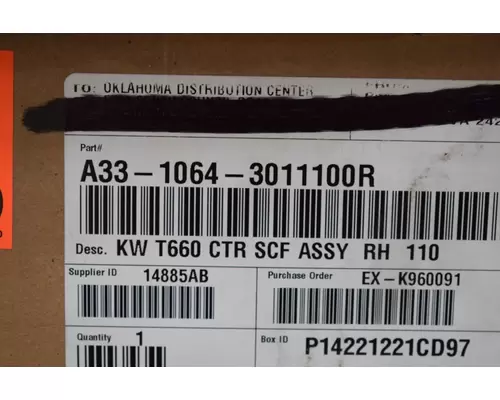 TO: OKLAHOMA DISTRIBUTION CENTER
Part#
A33-1064-3011100R
Desc. KW T660 CTR SCF ASSY RH 110
Supplier ID 14885AB
Purchase Order EX-K960091
Quantity 1
Box ID P14221221CD97